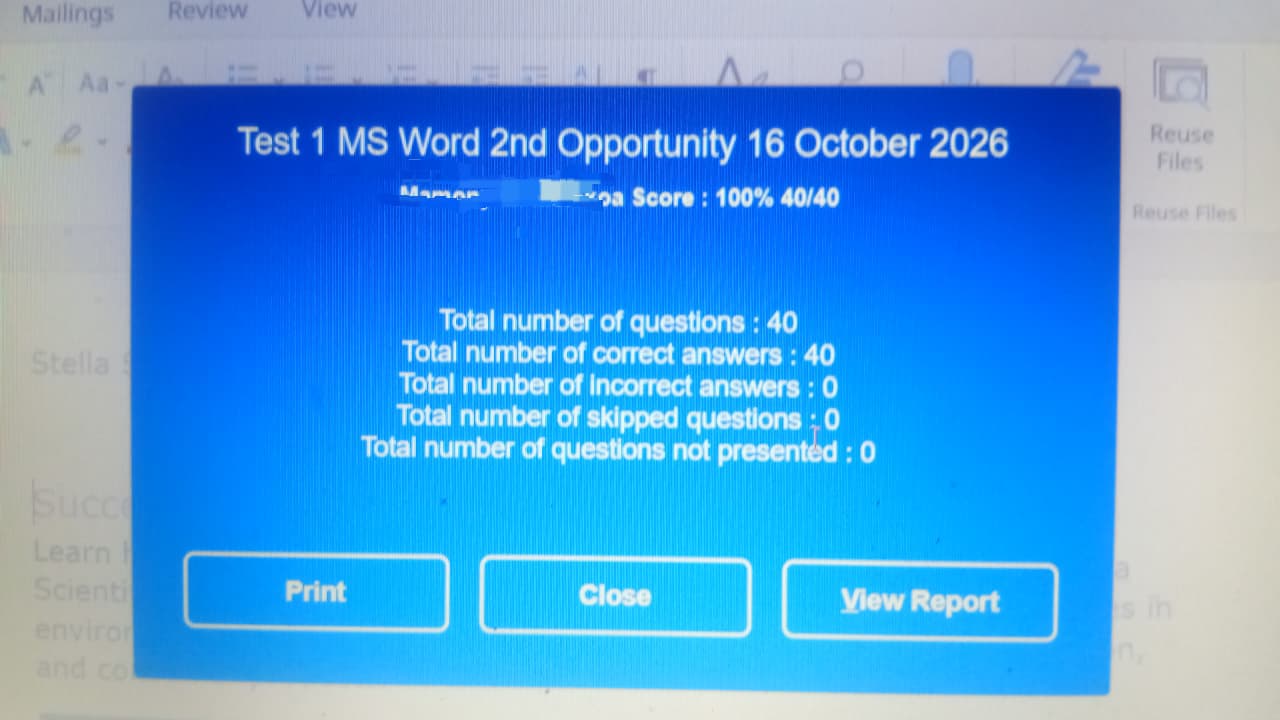 Mailings Review View
Aa
Reuse
Files
Reuse Files
Test 1 MS Word 2nd Opportunity 16 October 2026
Score : 100% 40/40
Total number of questions : 40
Total number of correct answers : 40
Total number of incorrect answers : 0
Total number of skipped questions : 0
Total number of questions not presented : 0
Print Close View Report
Stella
Learn
and